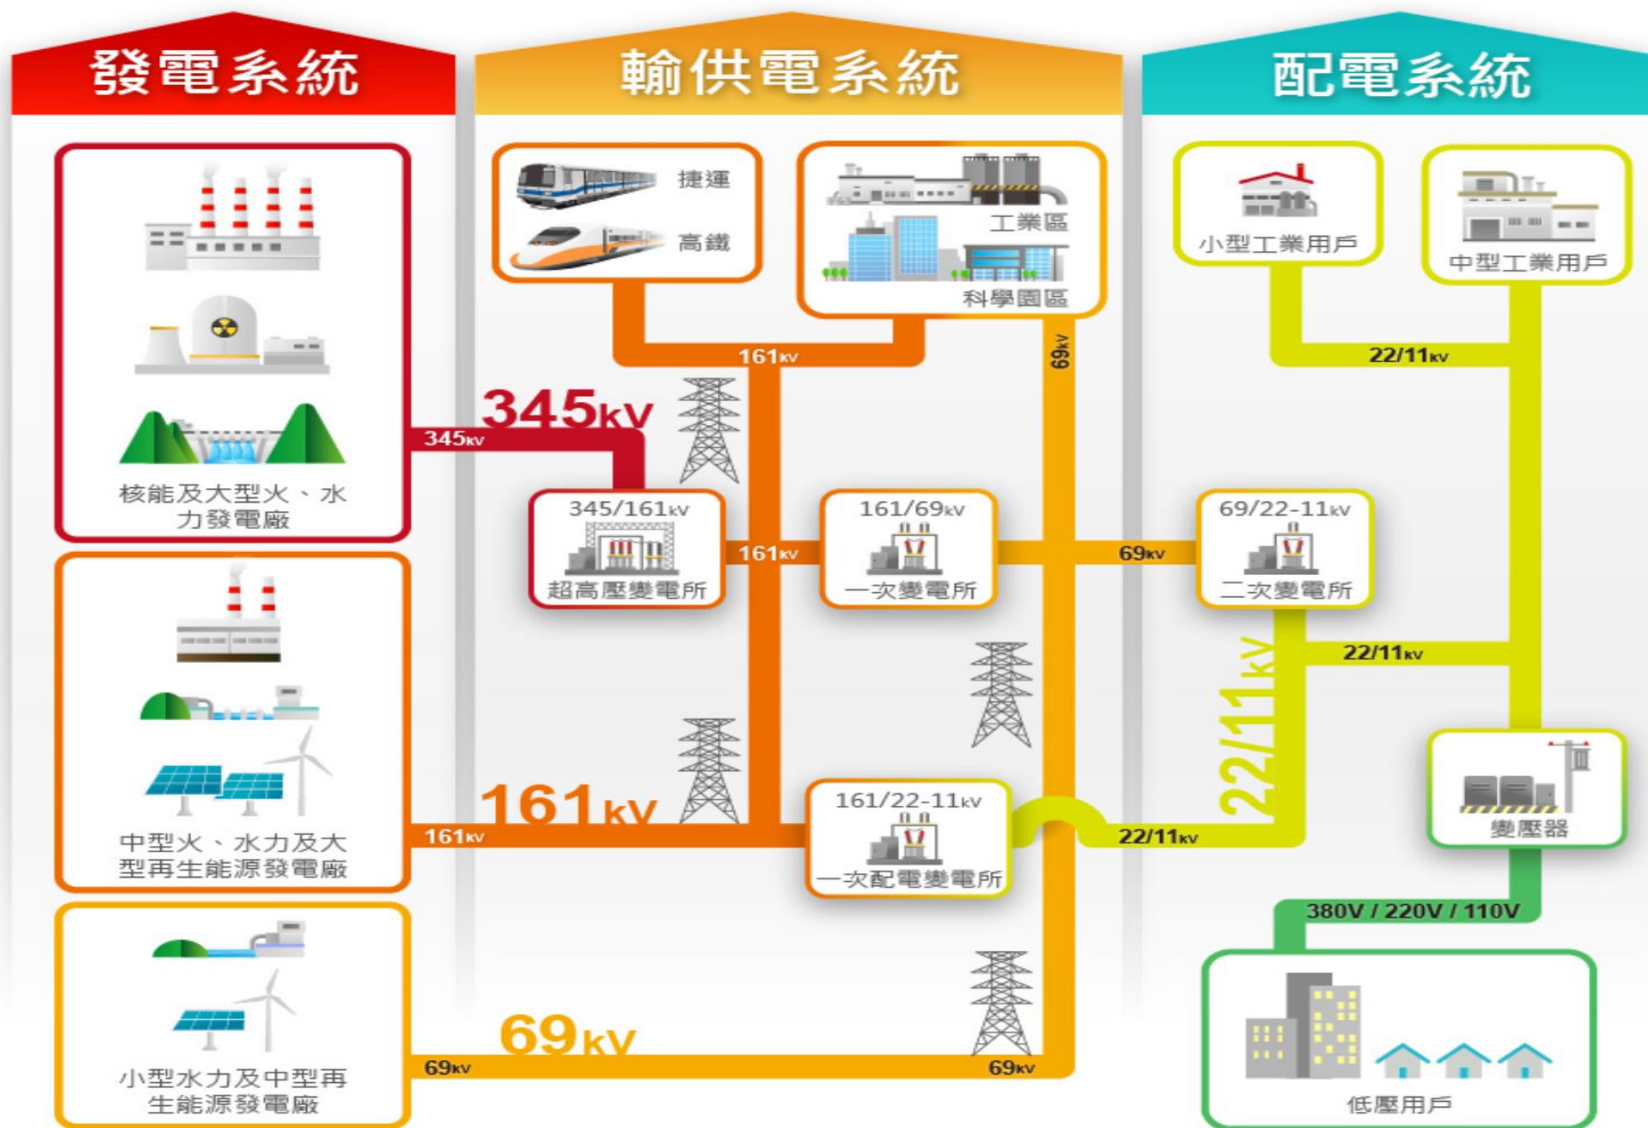 發電系統
輸供電系統
配電系統
核能及大型火、水
力發電廠
中型火、水力及大
型再生能源發電廠
小型水力及中型再
生能源發電廠
捷運
高鐵
工業區
科學園區
161kV
69kV
345kV
345kV
345/161kV
超高壓變電所
161kV
161/69kV
一次變電所
69kV
161kV
161kV
161/22-11kV
一次配電變電所
22/11kV
69kV
69kV
69kV
小型工業用戶
中型工業用戶
22/11kV
69/22-11kV
二次變電所
22/11kV
22/11kV
變壓器
380V / 220V / 110V
低壓用戶